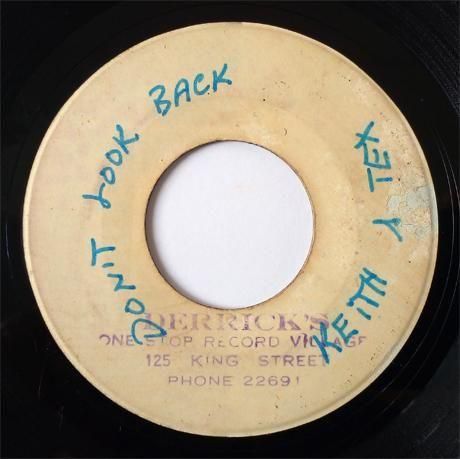 DON'T LOOK BACK
KEITH Y TEX
DERRICK'S
ONE STOP RECORD VILLAGE
125 KING STREET
PHONE 22691